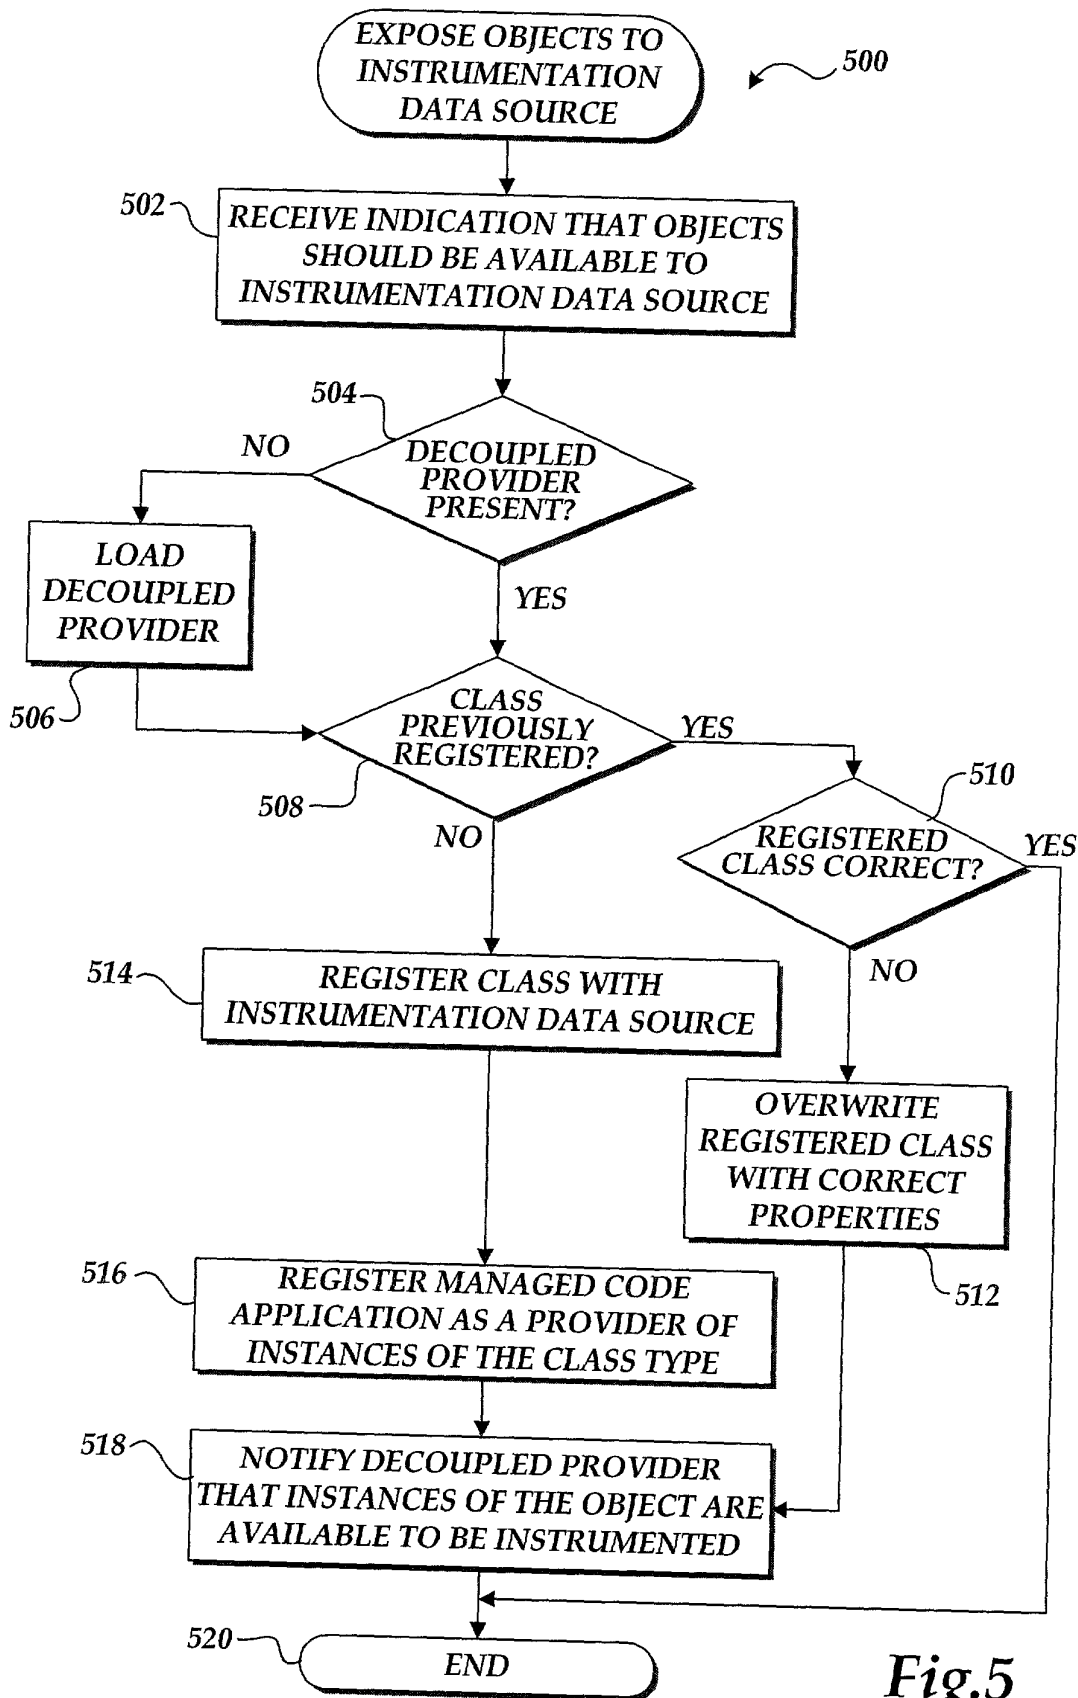 EXPOSE OBJECTS TO
INSTRUMENTATION
DATA SOURCE
500
502
RECEIVE INDICATION THAT OBJECTS
SHOULD BE AVAILABLE TO
INSTRUMENTATION DATA SOURCE
504
NO
DECOUPLED
PROVIDER
PRESENT?
LOAD
DECOUPLED
PROVIDER
YES
506
CLASS
PREVIOUSLY
REGISTERED?
YES
508
NO
510
REGISTERED
CLASS CORRECT?
YES
NO
514
REGISTER CLASS WITH
INSTRUMENTATION DATA SOURCE
OVERWRITE
REGISTERED CLASS
WITH CORRECT
PROPERTIES
512
516
REGISTER MANAGED CODE
APPLICATION AS A PROVIDER OF
INSTANCES OF THE CLASS TYPE
518
NOTIFY DECOUPLED PROVIDER
THAT INSTANCES OF THE OBJECT ARE
AVAILABLE TO BE INSTRUMENTED
520
END
Fig.5